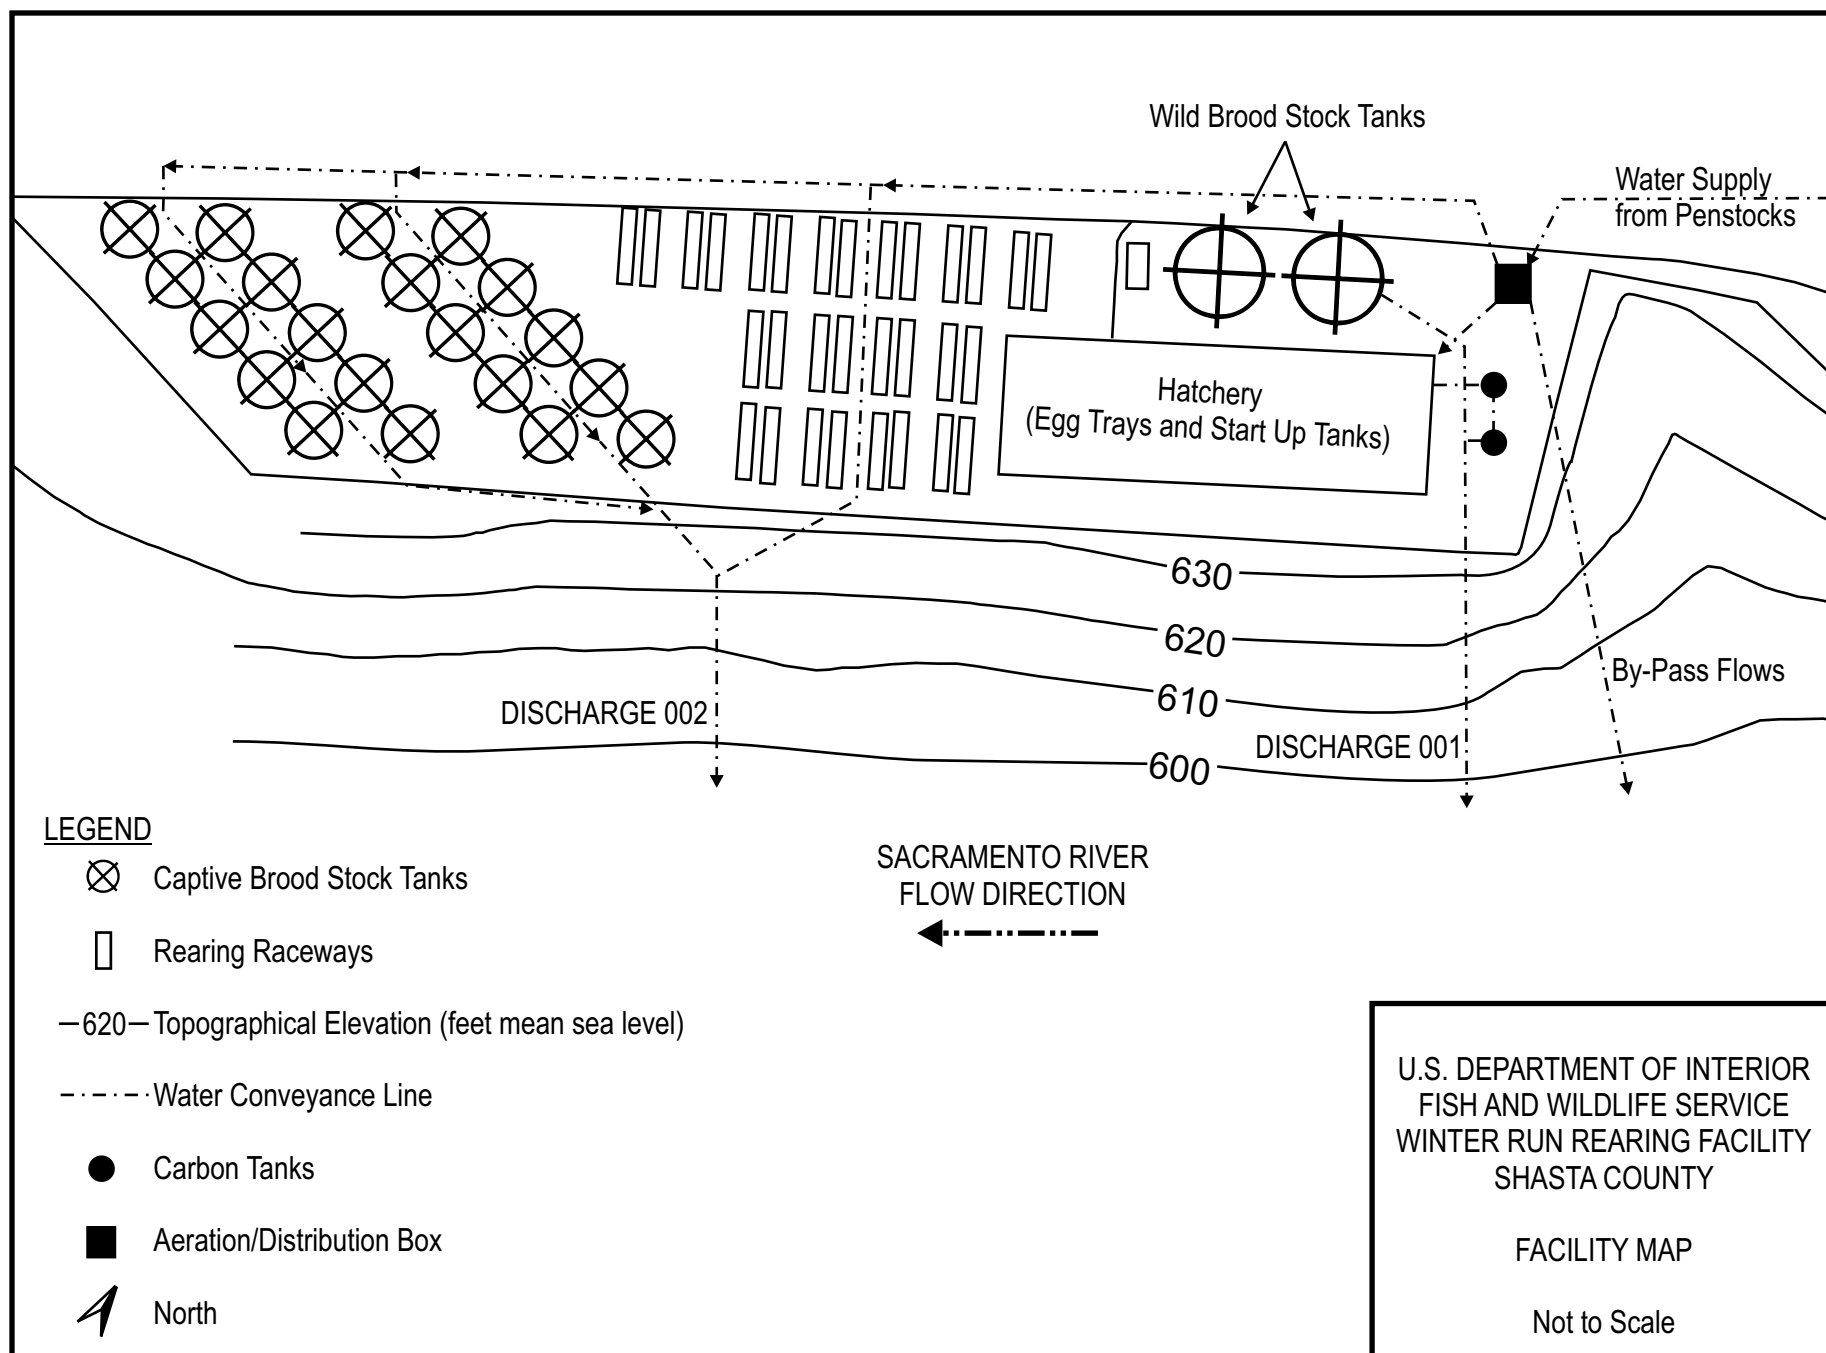 Wild Brood Stock Tanks
Water Supply
from Penstocks
Hatchery
(Egg Trays and Start Up Tanks)
630
620
610
600
By-Pass Flows
DISCHARGE 002
DISCHARGE 001
SACRAMENTO RIVER
FLOW DIRECTION
LEGEND
Captive Brood Stock Tanks
Rearing Raceways
620 Topographical Elevation (feet mean sea level)
Water Conveyance Line
Carbon Tanks
Aeration/Distribution Box
North
U.S. DEPARTMENT OF INTERIOR
FISH AND WILDLIFE SERVICE
WINTER RUN REARING FACILITY
SHASTA COUNTY
FACILITY MAP
Not to Scale